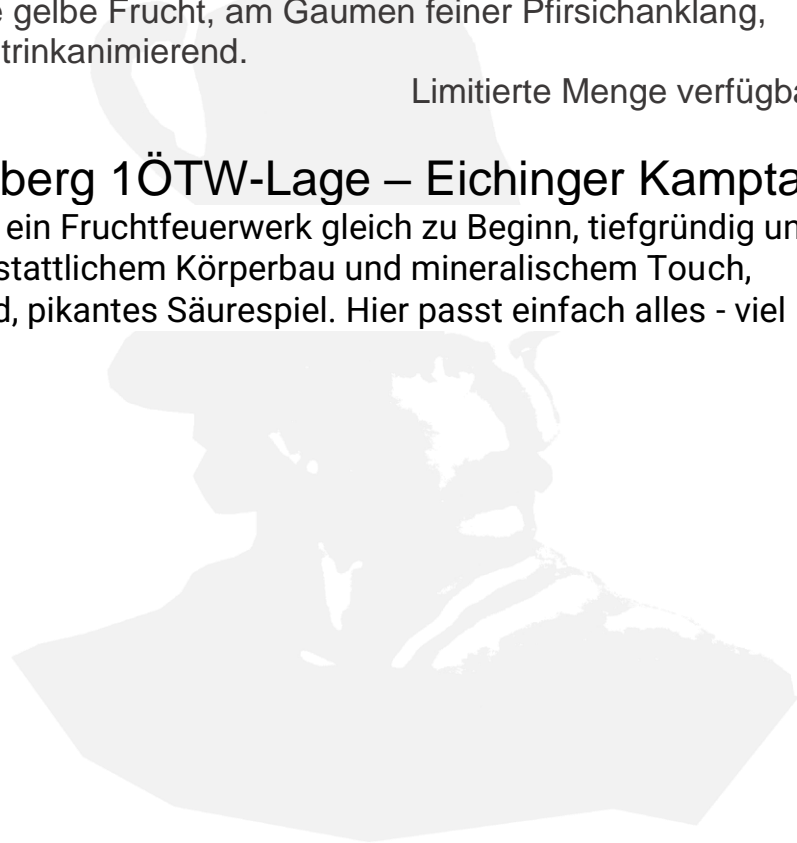 gelbe Frucht, am Gaumen feiner Pfirsichanklang,
trinkanimierend.
Limitierte Menge verfügba
berg 1ÖTW-Lage – Eichinger Kampta
ein Fruchtfeuerwerk gleich zu Beginn, tiefgründig un
stattlichem Körperbau und mineralischem Touch,
d, pikantes Säurespiel. Hier passt einfach alles - viel